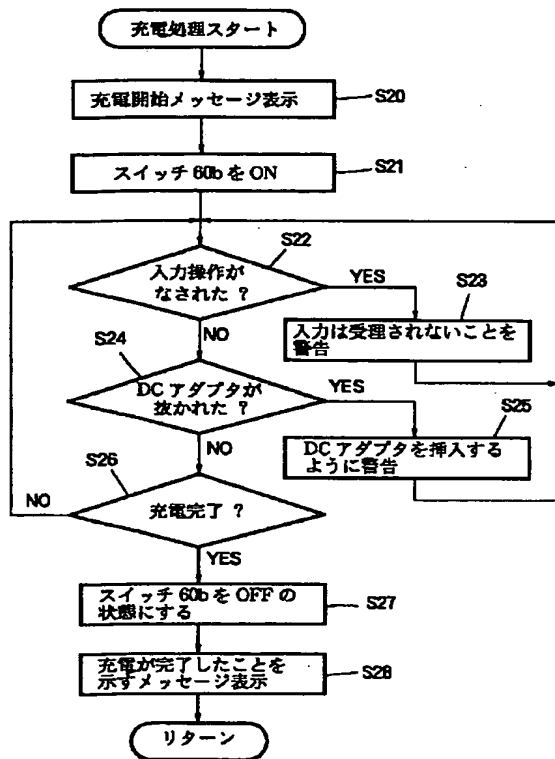 充電処理スタート
充電開始メッセージ表示
S20
スイッチ 60b を ON
S21
S22
入力操作が
なされた ?
YES
S23
入力は受理されないことを
警告
NO
S24
DC アダプタが
抜かれた ?
YES
S25
DC アダプタを挿入する
ように警告
NO
S26
NO
充電完了 ?
YES
スイッチ 60b を OFF の
状態にする
S27
充電が完了したことを
示すメッセージ表示
S28
リターン